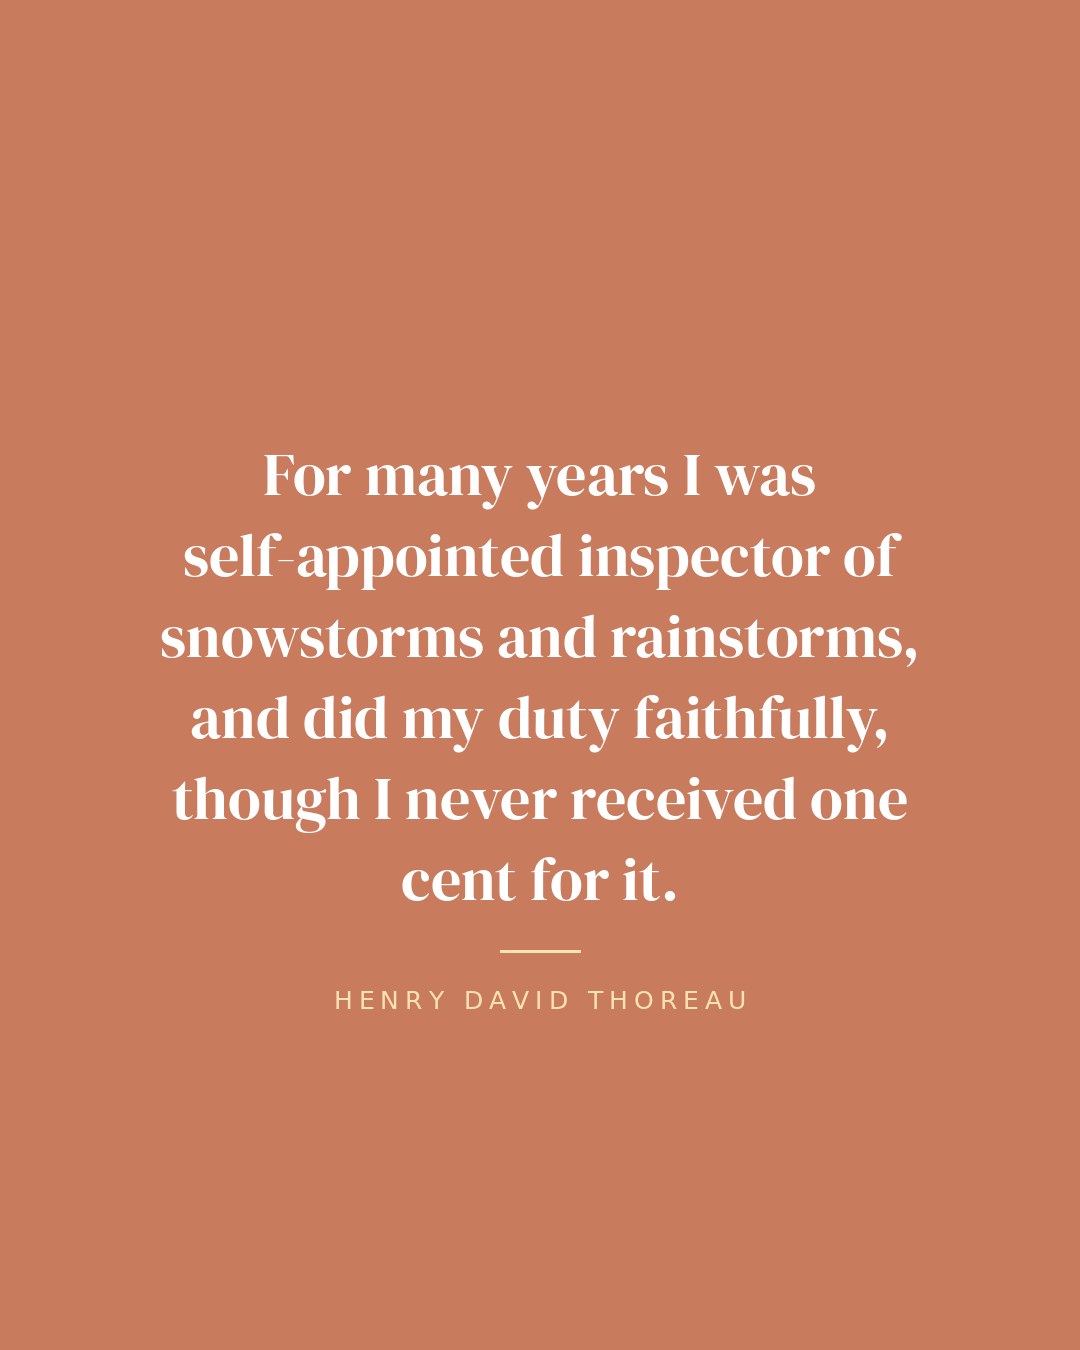 For many years I was
self-appointed inspector of
snowstorms and rainstorms,
and did my duty faithfully,
though I never received one
cent for it.
HENRY DAVID THOREAU